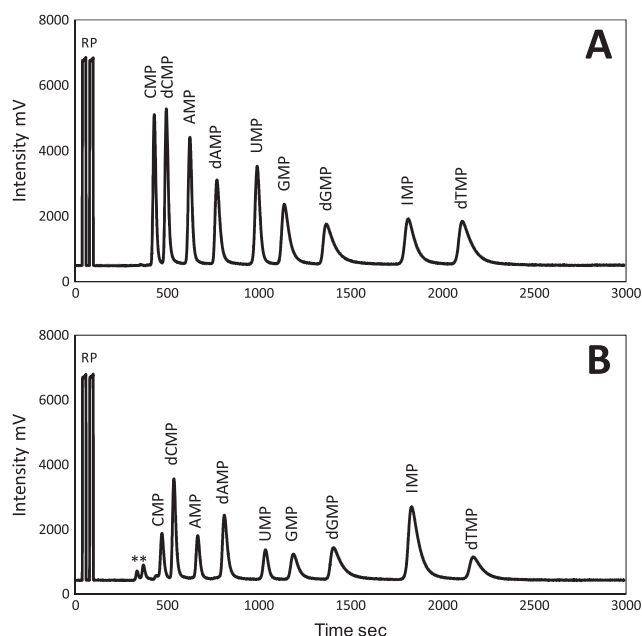 8000
RP
A
CMP
dCMP
AMP
dAMP
UMP
GMP
dGMP
IMP
dTMP
6000
4000
2000
0
Intensity mV
0 500 1000 1500 2000 2500 3000
8000
RP
B
**
CMP
dCMP
AMP
dAMP
UMP
GMP
dGMP
IMP
dTMP
6000
4000
2000
0
Intensity mV
0 500 1000 1500 2000 2500 3000
Time sec